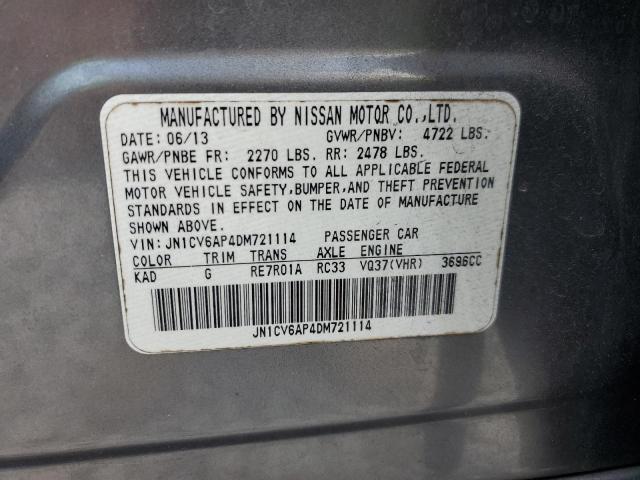 MANUFACTURED BY NISSAN MOTOR CO.,LTD.
DATE: 06/13 GVWR/PNBV: 4722 LBS.
GAWR/PNBE FR: 2270 LBS. RR: 2478 LBS.
THIS VEHICLE CONFORMS TO ALL APPLICABLE FEDERAL
MOTOR VEHICLE SAFETY,BUMPER,AND THEFT PREVENTION
STANDARDS IN EFFECT ON THE DATE OF MANUFACTURE
SHOWN ABOVE.
VIN: JN1CV6AP4DM721114 PASSENGER CAR
COLOR TRIM TRANS AXLE ENGINE
KAD G RE7R01A RC33 VQ37(VHR) 3696CC
JN1CV6AP4DM721114